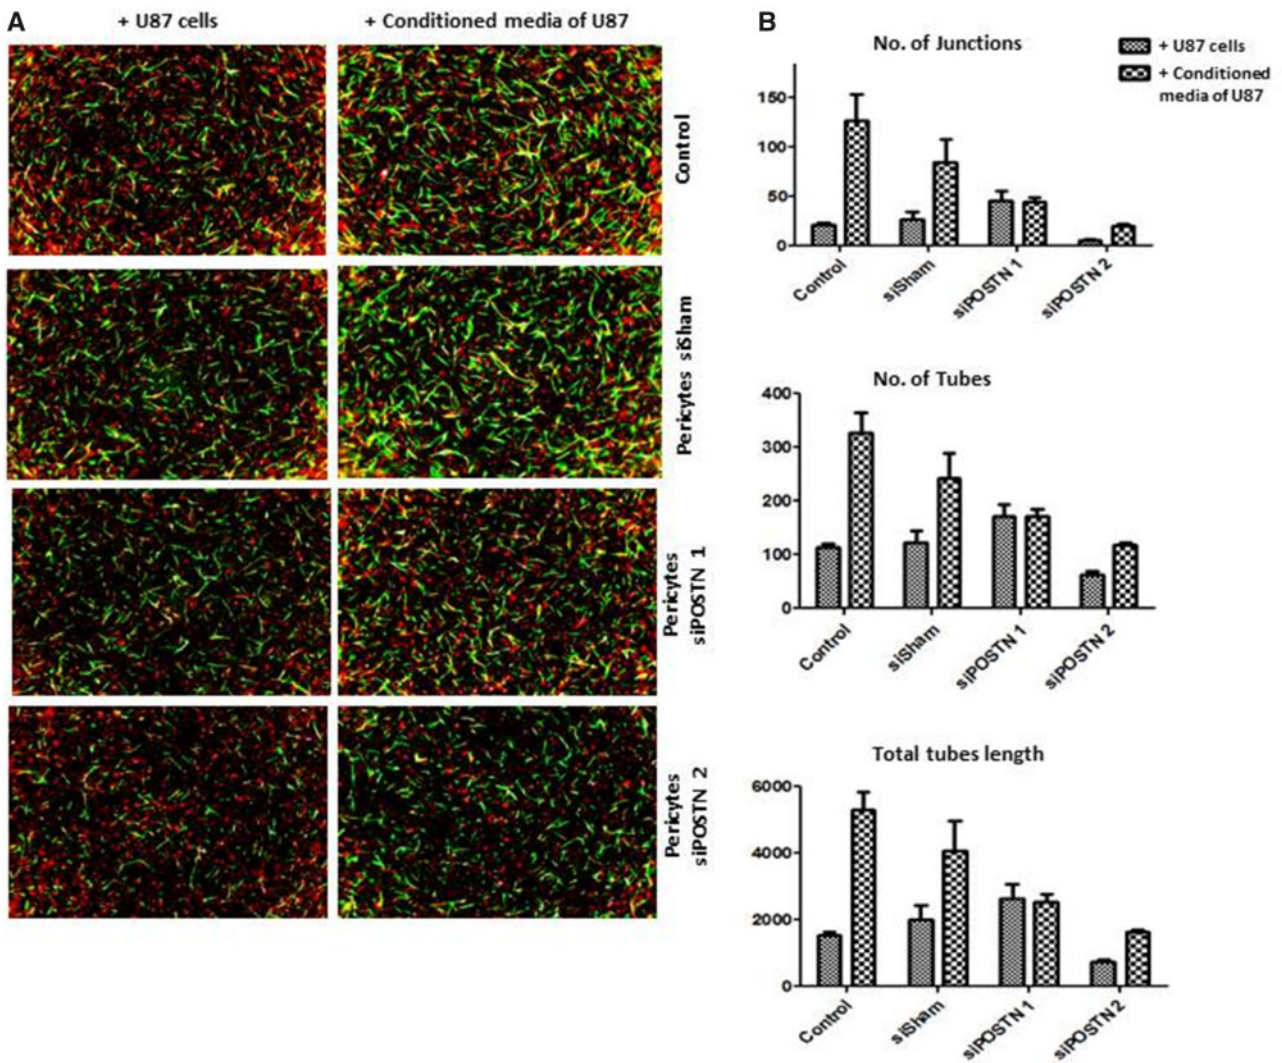 A
+ U87 cells
+ Conditioned media of U87
Control
Pericytes siSham
Pericytes
siPOSTN 1
Pericytes
siPOSTN 2
B
No. of Junctions
+ U87 cells
+ Conditioned
media of U87
150
100
50
0
Control
siSham
siPOSTN 1
siPOSTN 2
No. of Tubes
400
300
200
100
0
Control
siSham
siPOSTN 1
siPOSTN 2
Total tubes length
6000
4000
2000
0
Control
siSham
siPOSTN 1
siPOSTN 2